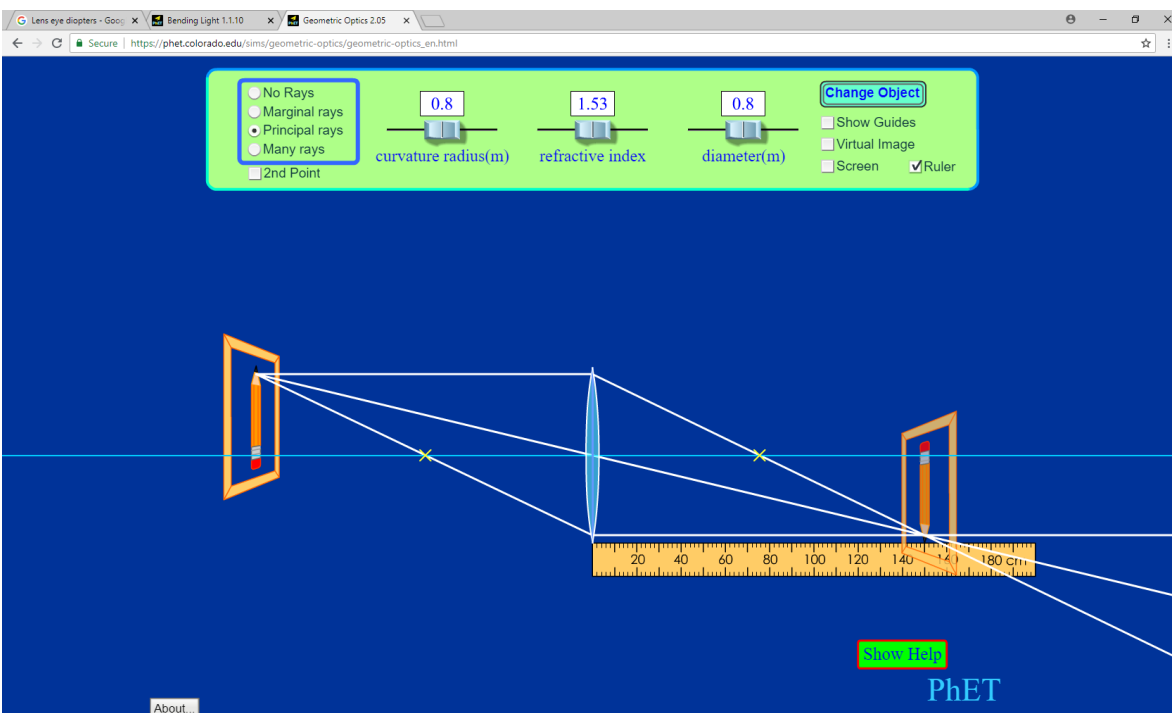 Lens eye diopters - Goog
Bending Light 1.1.10
Geometric Optics 2.05
Secure | https://phet.colorado.edu/sims/geometric-optics/geometric-optics_en.html
No Rays
Marginal rays
Principal rays
Many rays
2nd Point
0.8
curvature radius(m)
1.53
refractive index
0.8
diameter(m)
Change Object
Show Guides
Virtual Image
Screen
Ruler
20 40 60 80 100 120 140 160 180 cm
Show Help
PhET
About...